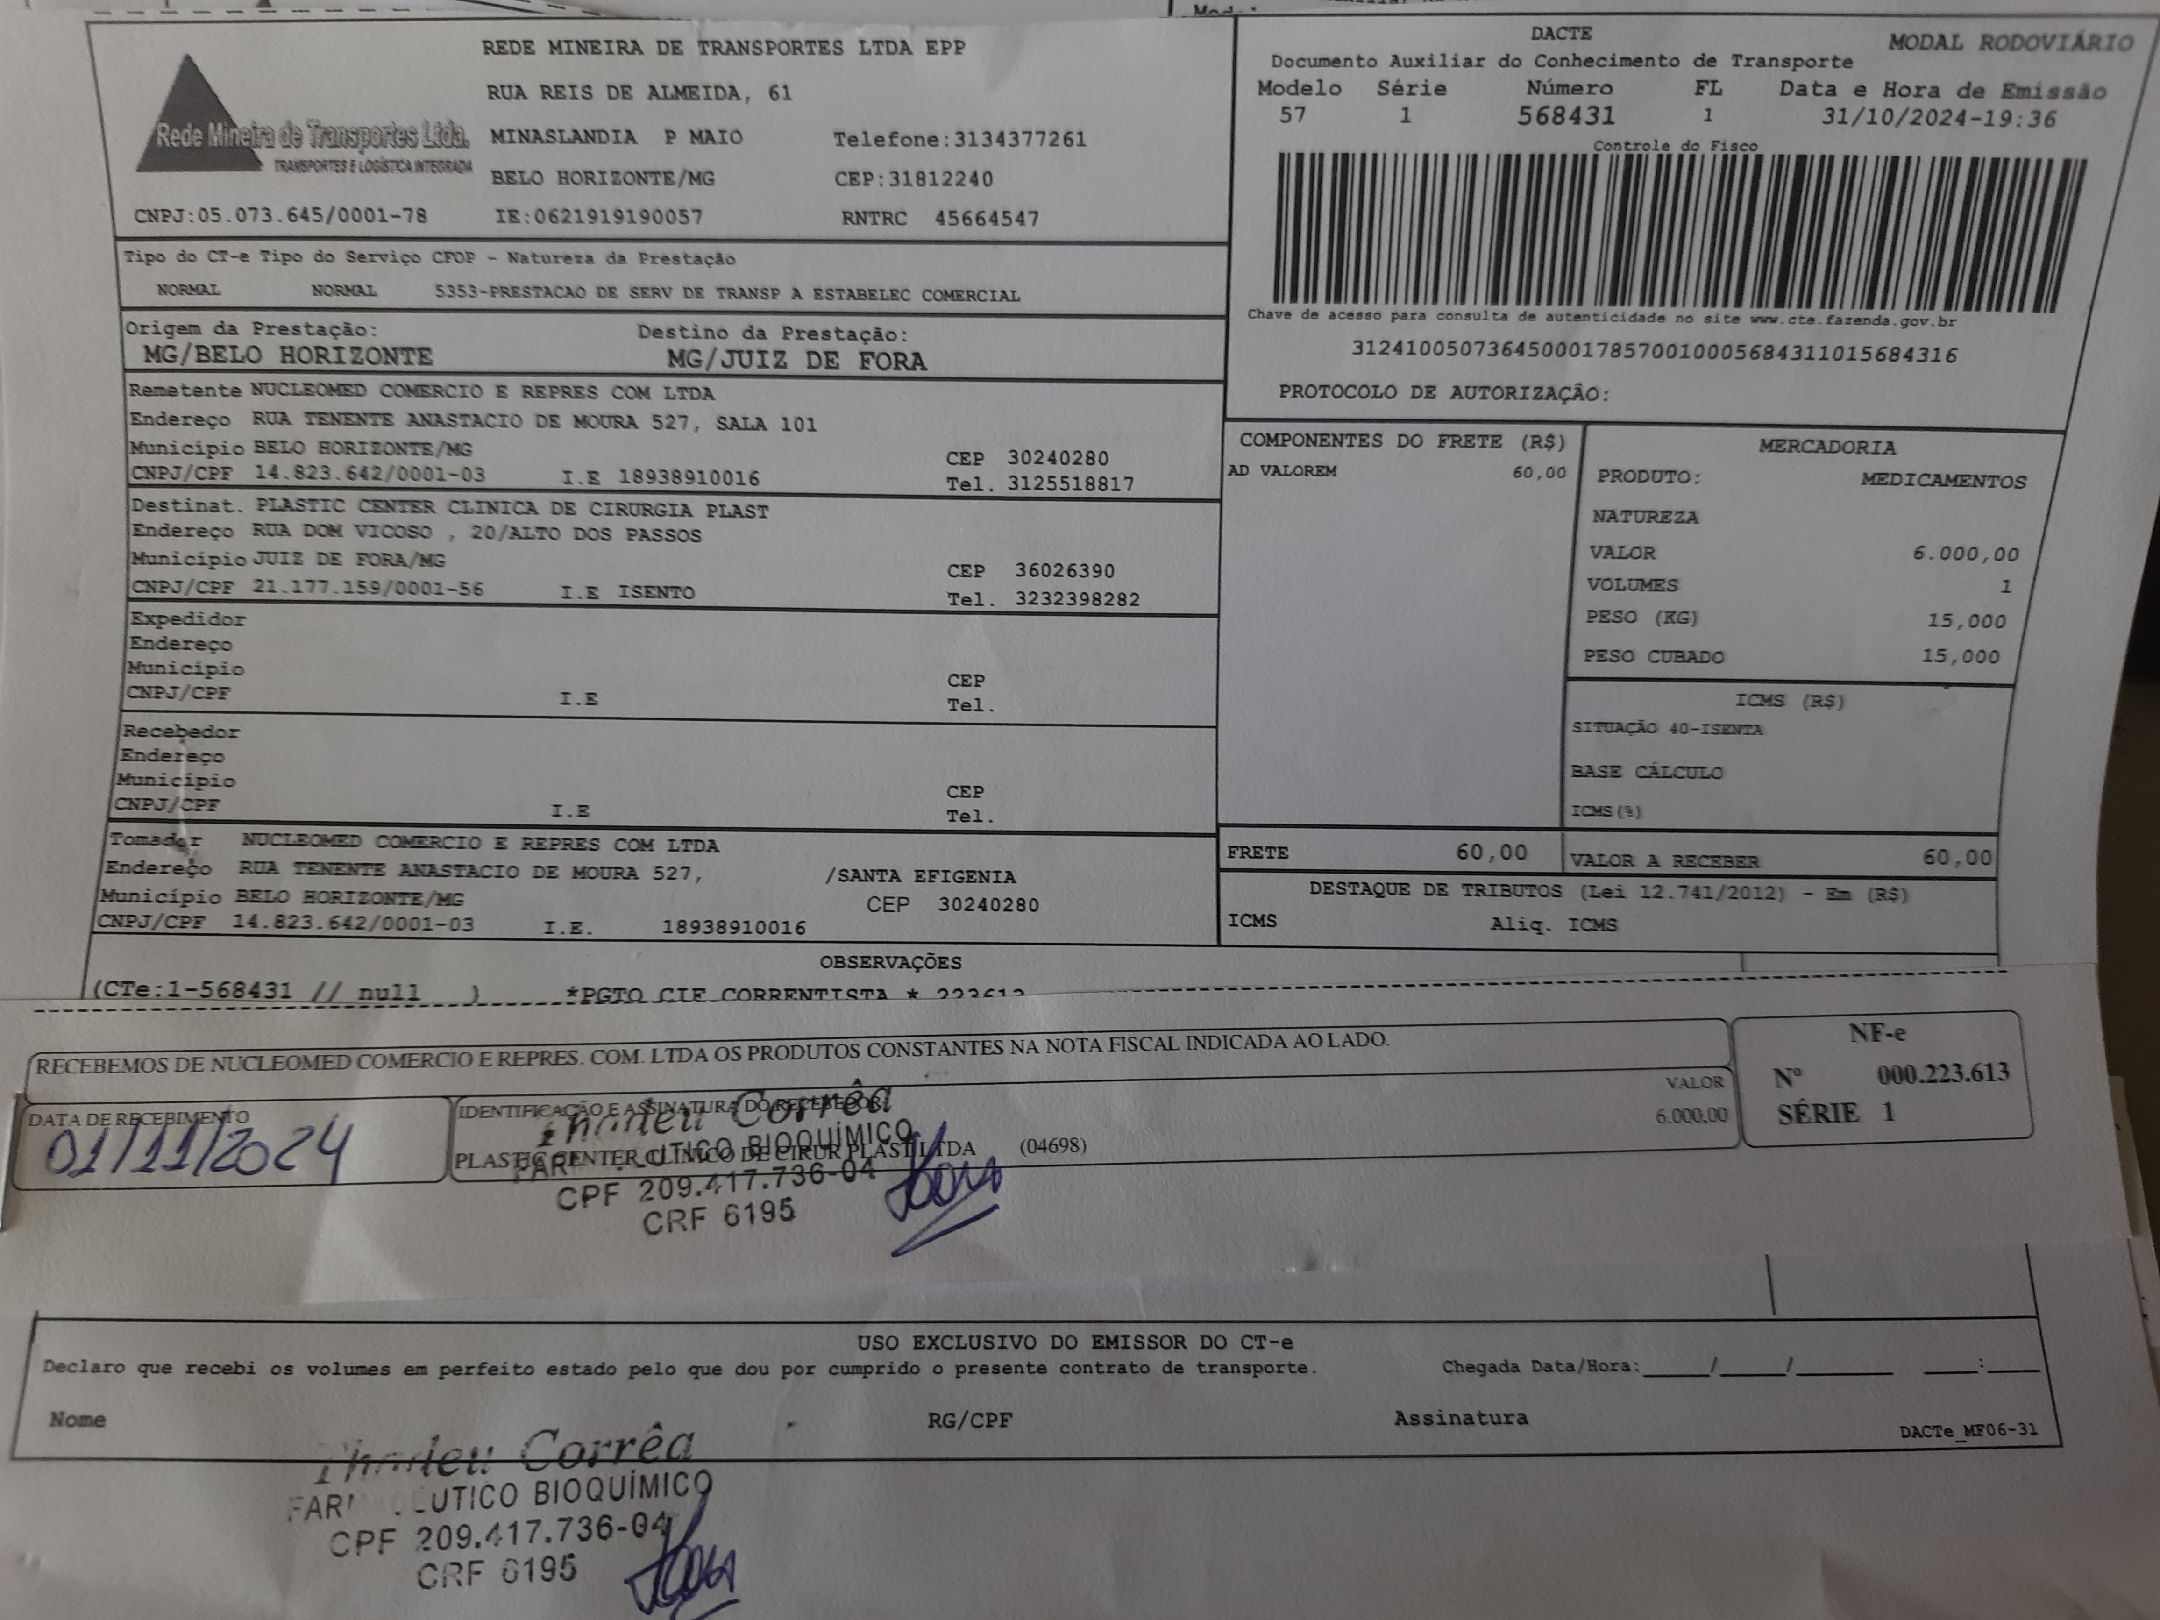 REDE MINEIRA DE TRANSPORTES LTDA EPP
RUA REIS DE ALMEIDA, 61
MINASLANDIA P MAIO Telefone:3134377261
BELO HORIZONTE/MG CEP:31812240
Rede Mineira de Transportes Ltda.
TRANSPORTES E LOGÍSTICA INTEGRADA
CNPJ:05.073.645/0001-78 IE:0621919190057 RNTRC 45664547
DACTE MODAL RODOVIÁRIO
Documento Auxiliar do Conhecimento de Transporte
Modelo Série Número FL Data e Hora de Emissão
57 1 568431 1 31/10/2024-19:36
Controle do Fisco
Chave de acesso para consulta de autenticidade no site www.cte.fazenda.gov.br
31241005073645000178570010005684311015684316
PROTOCOLO DE AUTORIZAÇÃO:
Tipo do CT-e Tipo do Serviço CFOP - Natureza da Prestação
NORMAL NORMAL 5353-PRESTACAO DE SERV DE TRANSP A ESTABELEC COMERCIAL
Origem da Prestação: Destino da Prestação:
MG/BELO HORIZONTE MG/JUIZ DE FORA
Remetente NUCLEOMED COMERCIO E REPRES COM LTDA
Endereço RUA TENENTE ANASTACIO DE MOURA 527, SALA 101
Município BELO HORIZONTE/MG CEP 30240280
CNPJ/CPF 14.823.642/0001-03 I.E 18938910016 Tel. 3125518817
Destinat. PLASTIC CENTER CLINICA DE CIRURGIA PLAST
Endereço RUA DOM VICOSO , 20/ALTO DOS PASSOS
Município JUIZ DE FORA/MG CEP 36026390
CNPJ/CPF 21.177.159/0001-56 I.E ISENTO Tel. 3232398282
Expedidor
Endereço
Município CEP
CNPJ/CPF I.E Tel.
Recebedor
Endereço
Município CEP
CNPJ/CPF I.E Tel.
Tomador NUCLEOMED COMERCIO E REPRES COM LTDA
Endereço RUA TENENTE ANASTACIO DE MOURA 527, /SANTA EFIGENIA
Município BELO HORIZONTE/MG CEP 30240280
CNPJ/CPF 14.823.642/0001-03 I.E. 18938910016
COMPONENTES DO FRETE (R$)
AD VALOREM 60,00
MERCADORIA
PRODUTO: MEDICAMENTOS
NATUREZA
VALOR 6.000,00
VOLUMES 1
PESO (KG) 15,000
PESO CUBADO 15,000
ICMS (R$)
SITUAÇÃO 40-ISENTA
BASE CÁLCULO
ICMS(%)
FRETE 60,00 VALOR A RECEBER 60,00
DESTAQUE DE TRIBUTOS (Lei 12.741/2012) - Em (R$)
ICMS Aliq. ICMS
OBSERVAÇÕES
(CTe:1-568431 // null ) *PGTO CIF CORRENTISTA * 223613
RECEBEMOS DE NUCLEOMED COMERCIO E REPRES. COM. LTDA OS PRODUTOS CONSTANTES NA NOTA FISCAL INDICADA AO LADO.
NF-e
Nº 000.223.613
SÉRIE 1
DATA DE RECEBIMENTO
01/11/2024
IDENTIFICAÇÃO E ASSINATURA DO RECEBEDOR
VALOR
6.000,00
PLASTIC CENTER CLINICO DE CIRUR PLAST LTDA (04698)
Thadeu Corrêa
FARMACÊUTICO BIOQUÍMICO
CPF 209.417.736-04
CRF 6195
USO EXCLUSIVO DO EMISSOR DO CT-e
Declaro que recebi os volumes em perfeito estado pelo que dou por cumprido o presente contrato de transporte. Chegada Data/Hora:____/____/______ ___:___
Nome RG/CPF Assinatura
DACTe_MF06-31
Thadeu Corrêa
FARMACÊUTICO BIOQUÍMICO
CPF 209.417.736-04
CRF 6195